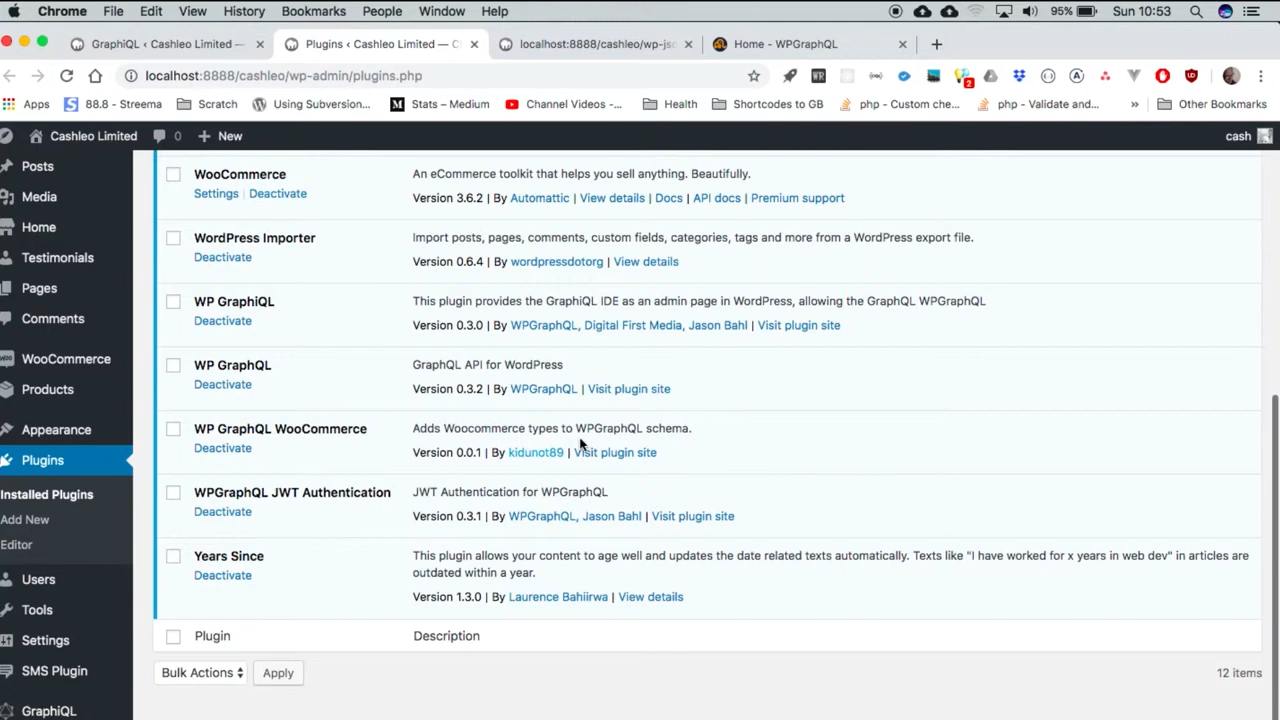 Chrome File Edit View History Bookmarks People Window Help 95% Sun 10:53
GraphiQL ‹ Cashleo Limited — Plugins ‹ Cashleo Limited — C localhost:8888/cashleo/wp-jso Home - WPGraphQL
localhost:8888/cashleo/wp-admin/plugins.php
Apps 88.8 - Streema Scratch Using Subversion... Stats – Medium Channel Videos -... Health Shortcodes to GB php - Custom che... php - Validate and... » Other Bookmarks
Cashleo Limited 0 + New cash
Posts
Media
Home
Testimonials
Pages
Comments
WooCommerce
Products
Appearance
Plugins
Installed Plugins
Add New
Editor
Users
Tools
Settings
SMS Plugin
GraphiQL
WooCommerce An eCommerce toolkit that helps you sell anything. Beautifully.
Settings | Deactivate Version 3.6.2 | By Automattic | View details | Docs | API docs | Premium support
WordPress Importer Import posts, pages, comments, custom fields, categories, tags and more from a WordPress export file.
Deactivate Version 0.6.4 | By wordpressdotorg | View details
WP GraphiQL This plugin provides the GraphiQL IDE as an admin page in WordPress, allowing the GraphQL WPGraphQL
Deactivate Version 0.3.0 | By WPGraphQL, Digital First Media, Jason Bahl | Visit plugin site
WP GraphQL GraphQL API for WordPress
Deactivate Version 0.3.2 | By WPGraphQL | Visit plugin site
WP GraphQL WooCommerce Adds Woocommerce types to WPGraphQL schema.
Deactivate Version 0.0.1 | By kidunot89 | Visit plugin site
WPGraphQL JWT Authentication JWT Authentication for WPGraphQL
Deactivate Version 0.3.1 | By WPGraphQL, Jason Bahl | Visit plugin site
Years Since This plugin allows your content to age well and updates the date related texts automatically. Texts like "I have worked for x years in web dev" in articles are
outdated within a year.
Deactivate
Version 1.3.0 | By Laurence Bahiirwa | View details
Plugin Description
Bulk Actions Apply 12 items